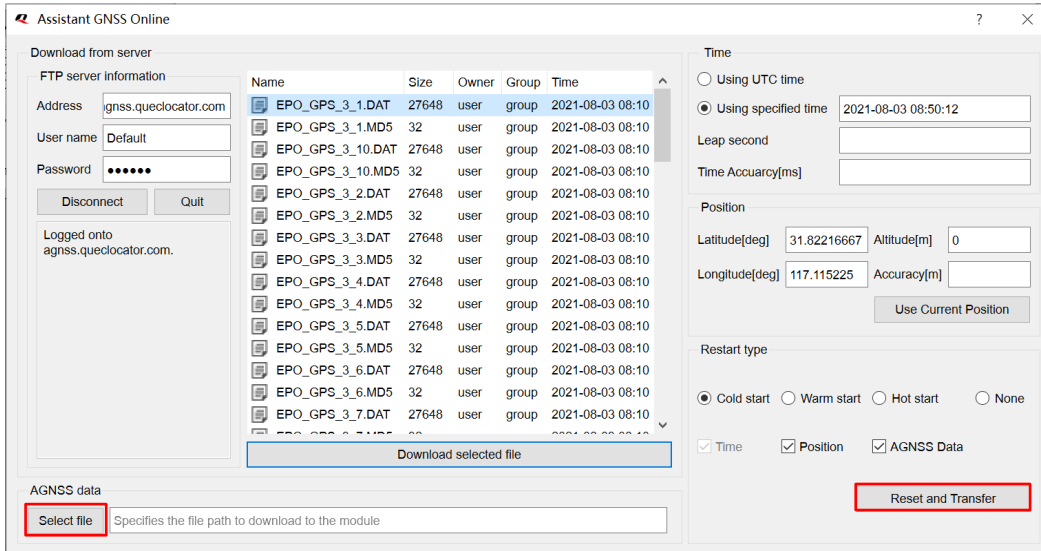 Assistant GNSS Online
? ×
Download from server
FTP server information
Address gnss.queclocator.com
User name Default
Password ●●●●●●
Disconnect Quit
Logged onto
agnss.queclocator.com.
Name Size Owner Group Time
EPO_GPS_3_1.DAT 27648 user group 2021-08-03 08:10
EPO_GPS_3_1.MD5 32 user group 2021-08-03 08:10
EPO_GPS_3_10.DAT 27648 user group 2021-08-03 08:10
EPO_GPS_3_10.MD5 32 user group 2021-08-03 08:10
EPO_GPS_3_2.DAT 27648 user group 2021-08-03 08:10
EPO_GPS_3_2.MD5 32 user group 2021-08-03 08:10
EPO_GPS_3_3.DAT 27648 user group 2021-08-03 08:10
EPO_GPS_3_3.MD5 32 user group 2021-08-03 08:10
EPO_GPS_3_4.DAT 27648 user group 2021-08-03 08:10
EPO_GPS_3_4.MD5 32 user group 2021-08-03 08:10
EPO_GPS_3_5.DAT 27648 user group 2021-08-03 08:10
EPO_GPS_3_5.MD5 32 user group 2021-08-03 08:10
EPO_GPS_3_6.DAT 27648 user group 2021-08-03 08:10
EPO_GPS_3_6.MD5 32 user group 2021-08-03 08:10
EPO_GPS_3_7.DAT 27648 user group 2021-08-03 08:10
Download selected file
AGNSS data
Select file Specifies the file path to download to the module
Time
Using UTC time
Using specified time 2021-08-03 08:50:12
Leap second
Time Accuarcy[ms]
Position
Latitude[deg] 31.82216667 Altitude[m] 0
Longitude[deg] 117.115225 Accuracy[m]
Use Current Position
Restart type
Cold start Warm start Hot start None
Time Position AGNSS Data
Reset and Transfer